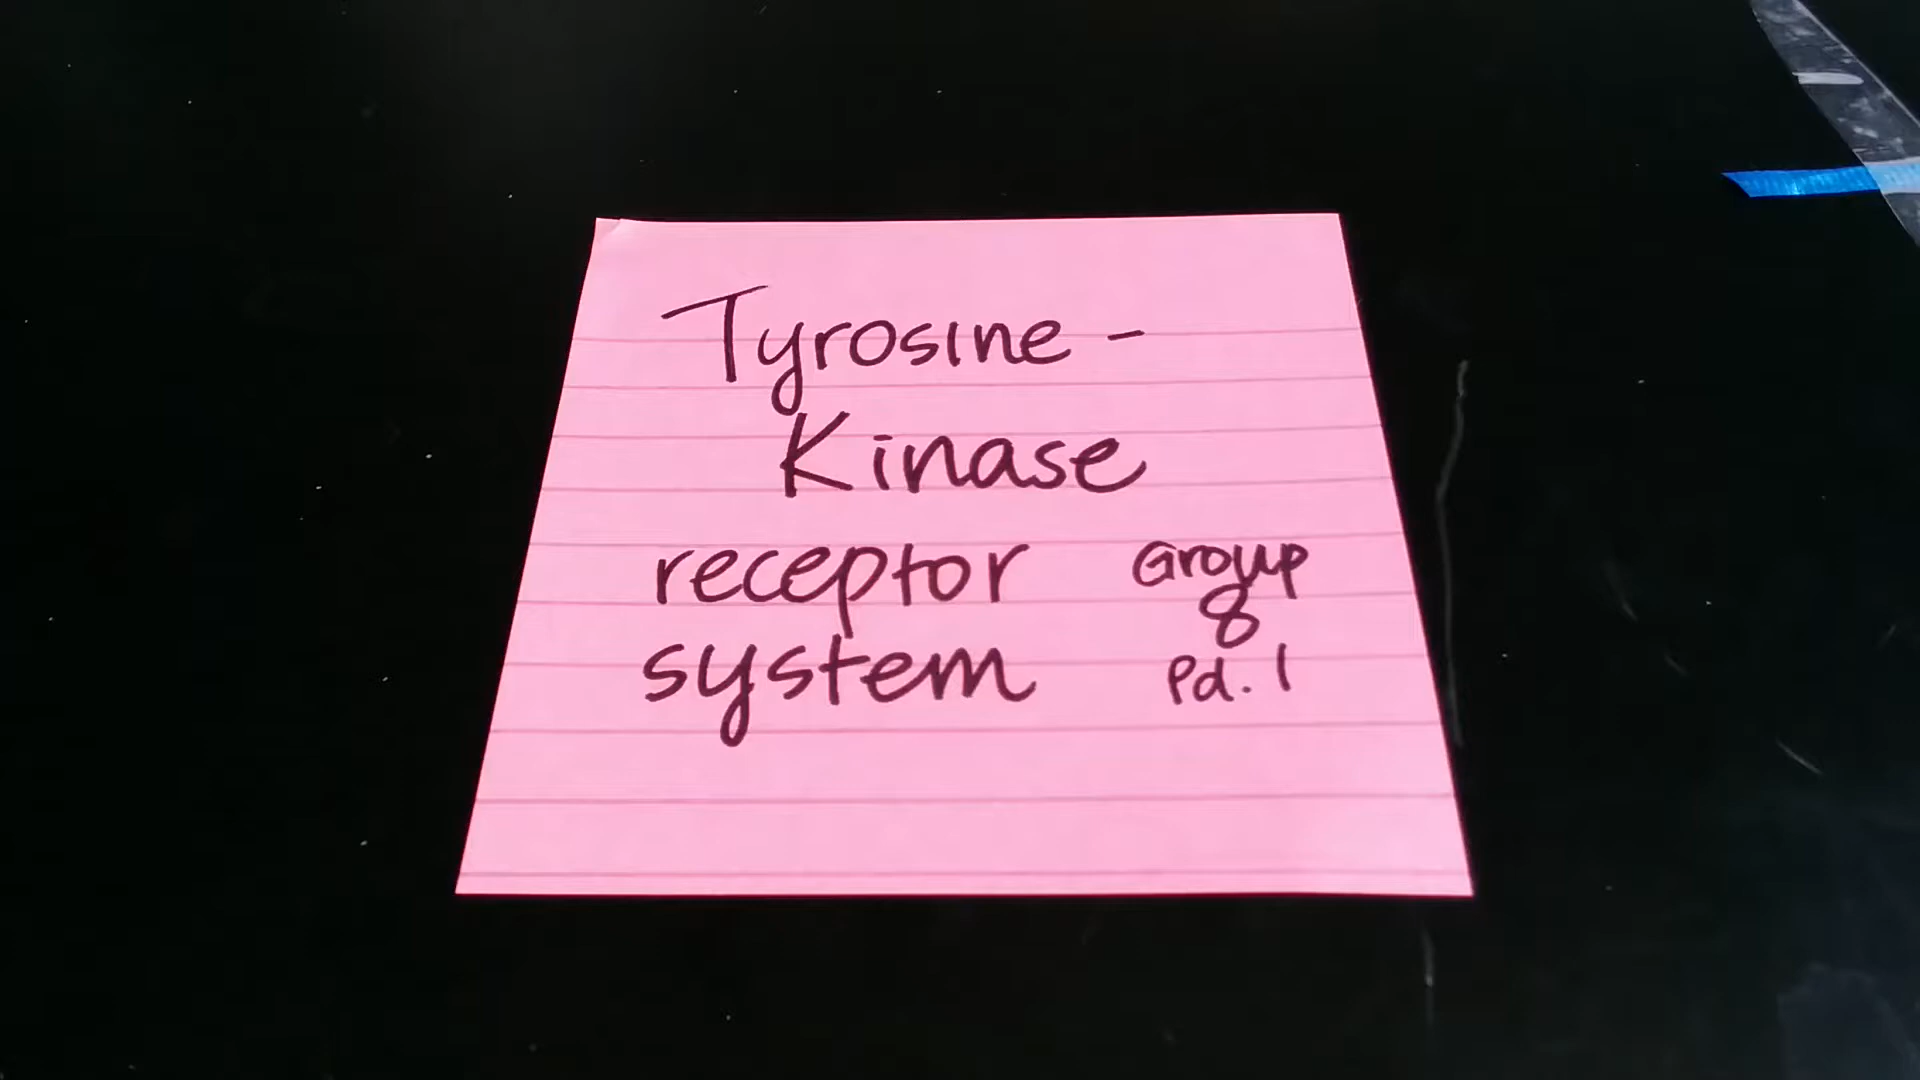 Tyrosine -
Kinase
receptor
system
Group
8
Pd. 1